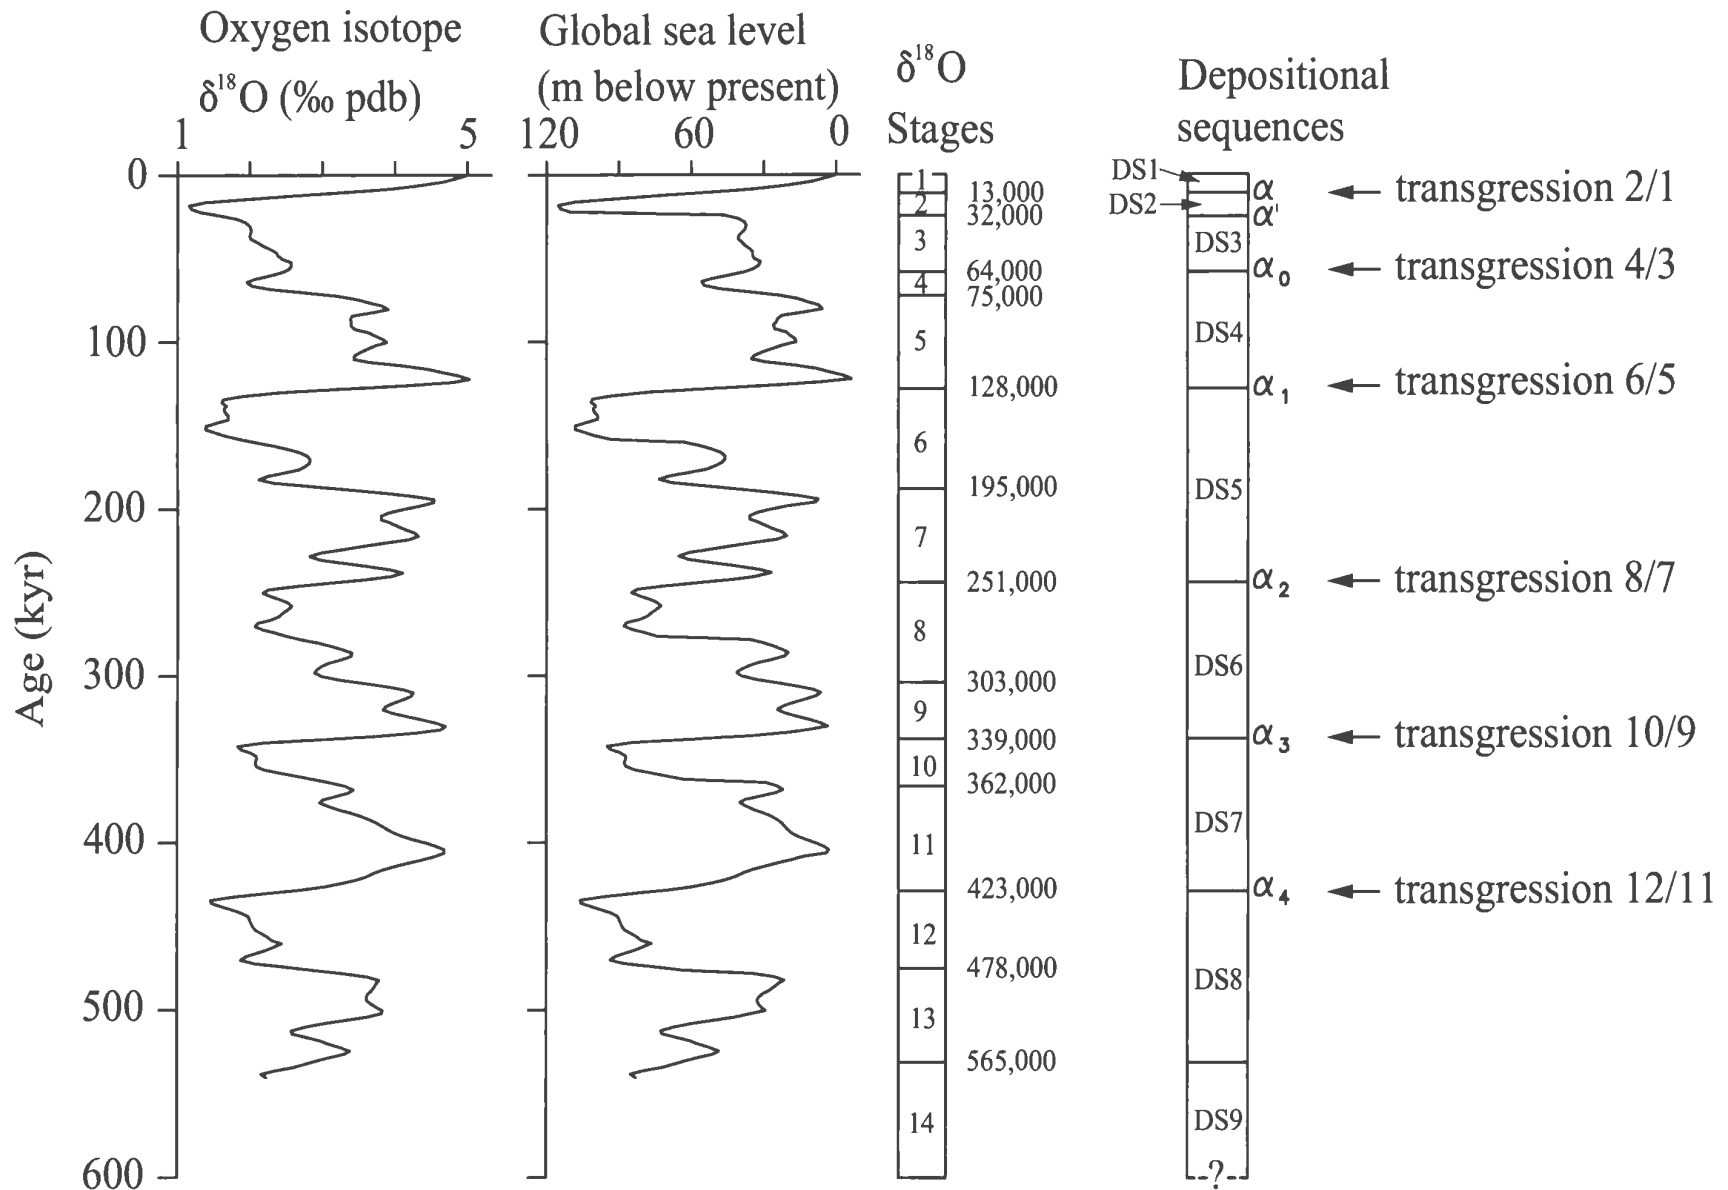 Oxygen isotope
δ¹⁸O (‰ pdb)
1 5
Global sea level
(m below present)
120 60 0
δ¹⁸O
Stages
Depositional
sequences
Age (kyr)
0
100
200
300
400
500
600
1
2
3
4
5
6
7
8
9
10
11
12
13
14
13,000
32,000
64,000
75,000
128,000
195,000
251,000
303,000
339,000
362,000
423,000
478,000
565,000
DS1
DS2
DS3
DS4
DS5
DS6
DS7
DS8
DS9
?
α
α'
α₀
α₁
α₂
α₃
α₄
transgression 2/1
transgression 4/3
transgression 6/5
transgression 8/7
transgression 10/9
transgression 12/11